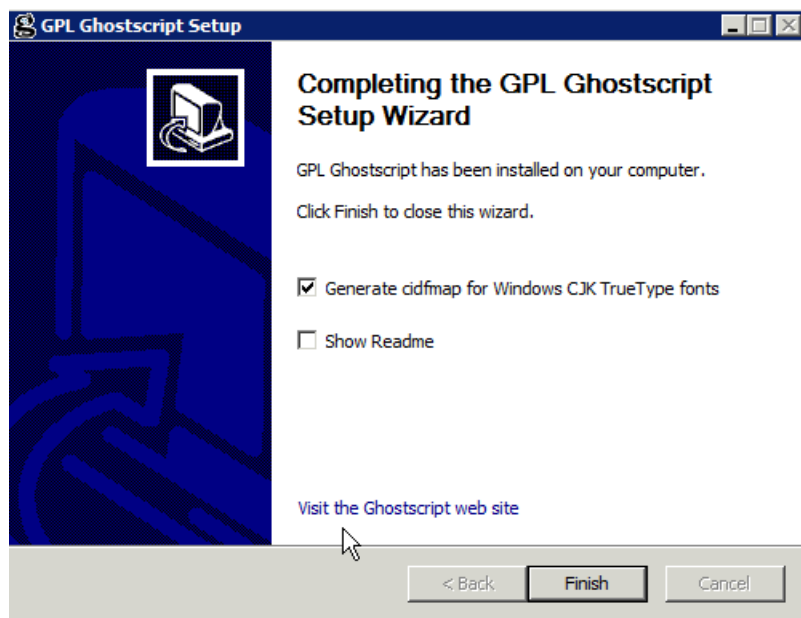 GPL Ghostscript Setup
Completing the GPL Ghostscript
Setup Wizard
GPL Ghostscript has been installed on your computer.
Click Finish to close this wizard.
Generate cidfmap for Windows CJK TrueType fonts
Show Readme
Visit the Ghostscript web site
< Back
Finish
Cancel